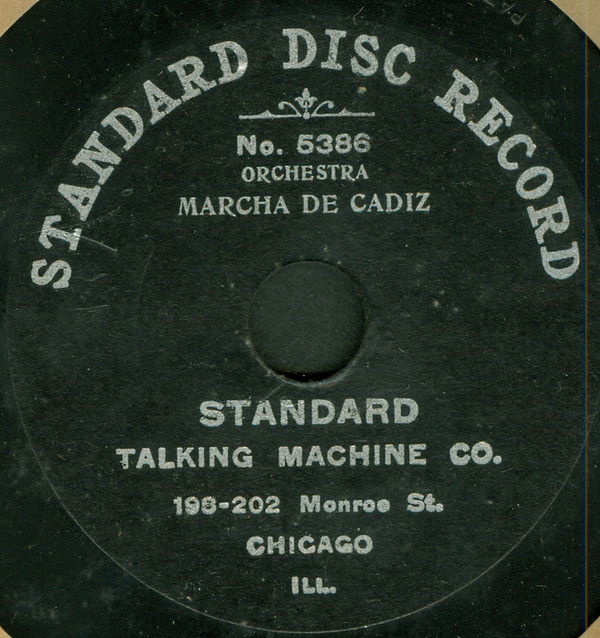 STANDARD DISC RECORD
No. 5386
ORCHESTRA
MARCHA DE CADIZ
STANDARD
TALKING MACHINE CO.
198-202 Monroe St.
CHICAGO
ILL.